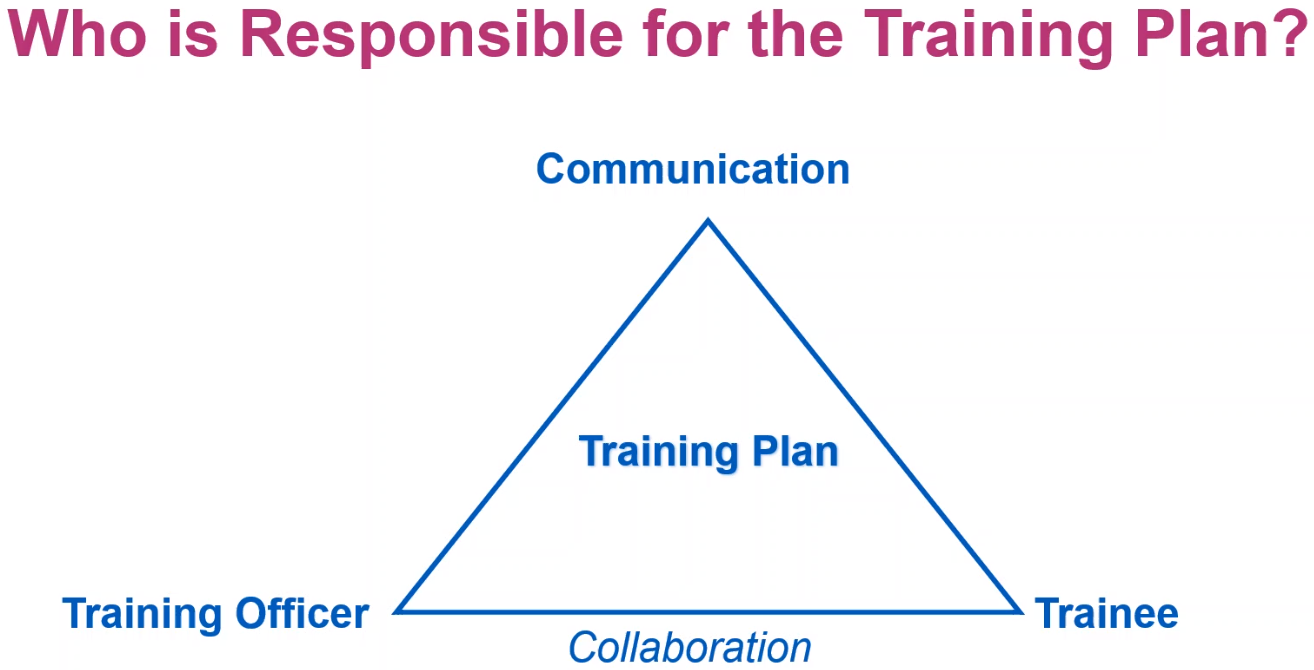 Who is Responsible for the Training Plan?
Communication
Training Plan
Training Officer
Trainee
Collaboration